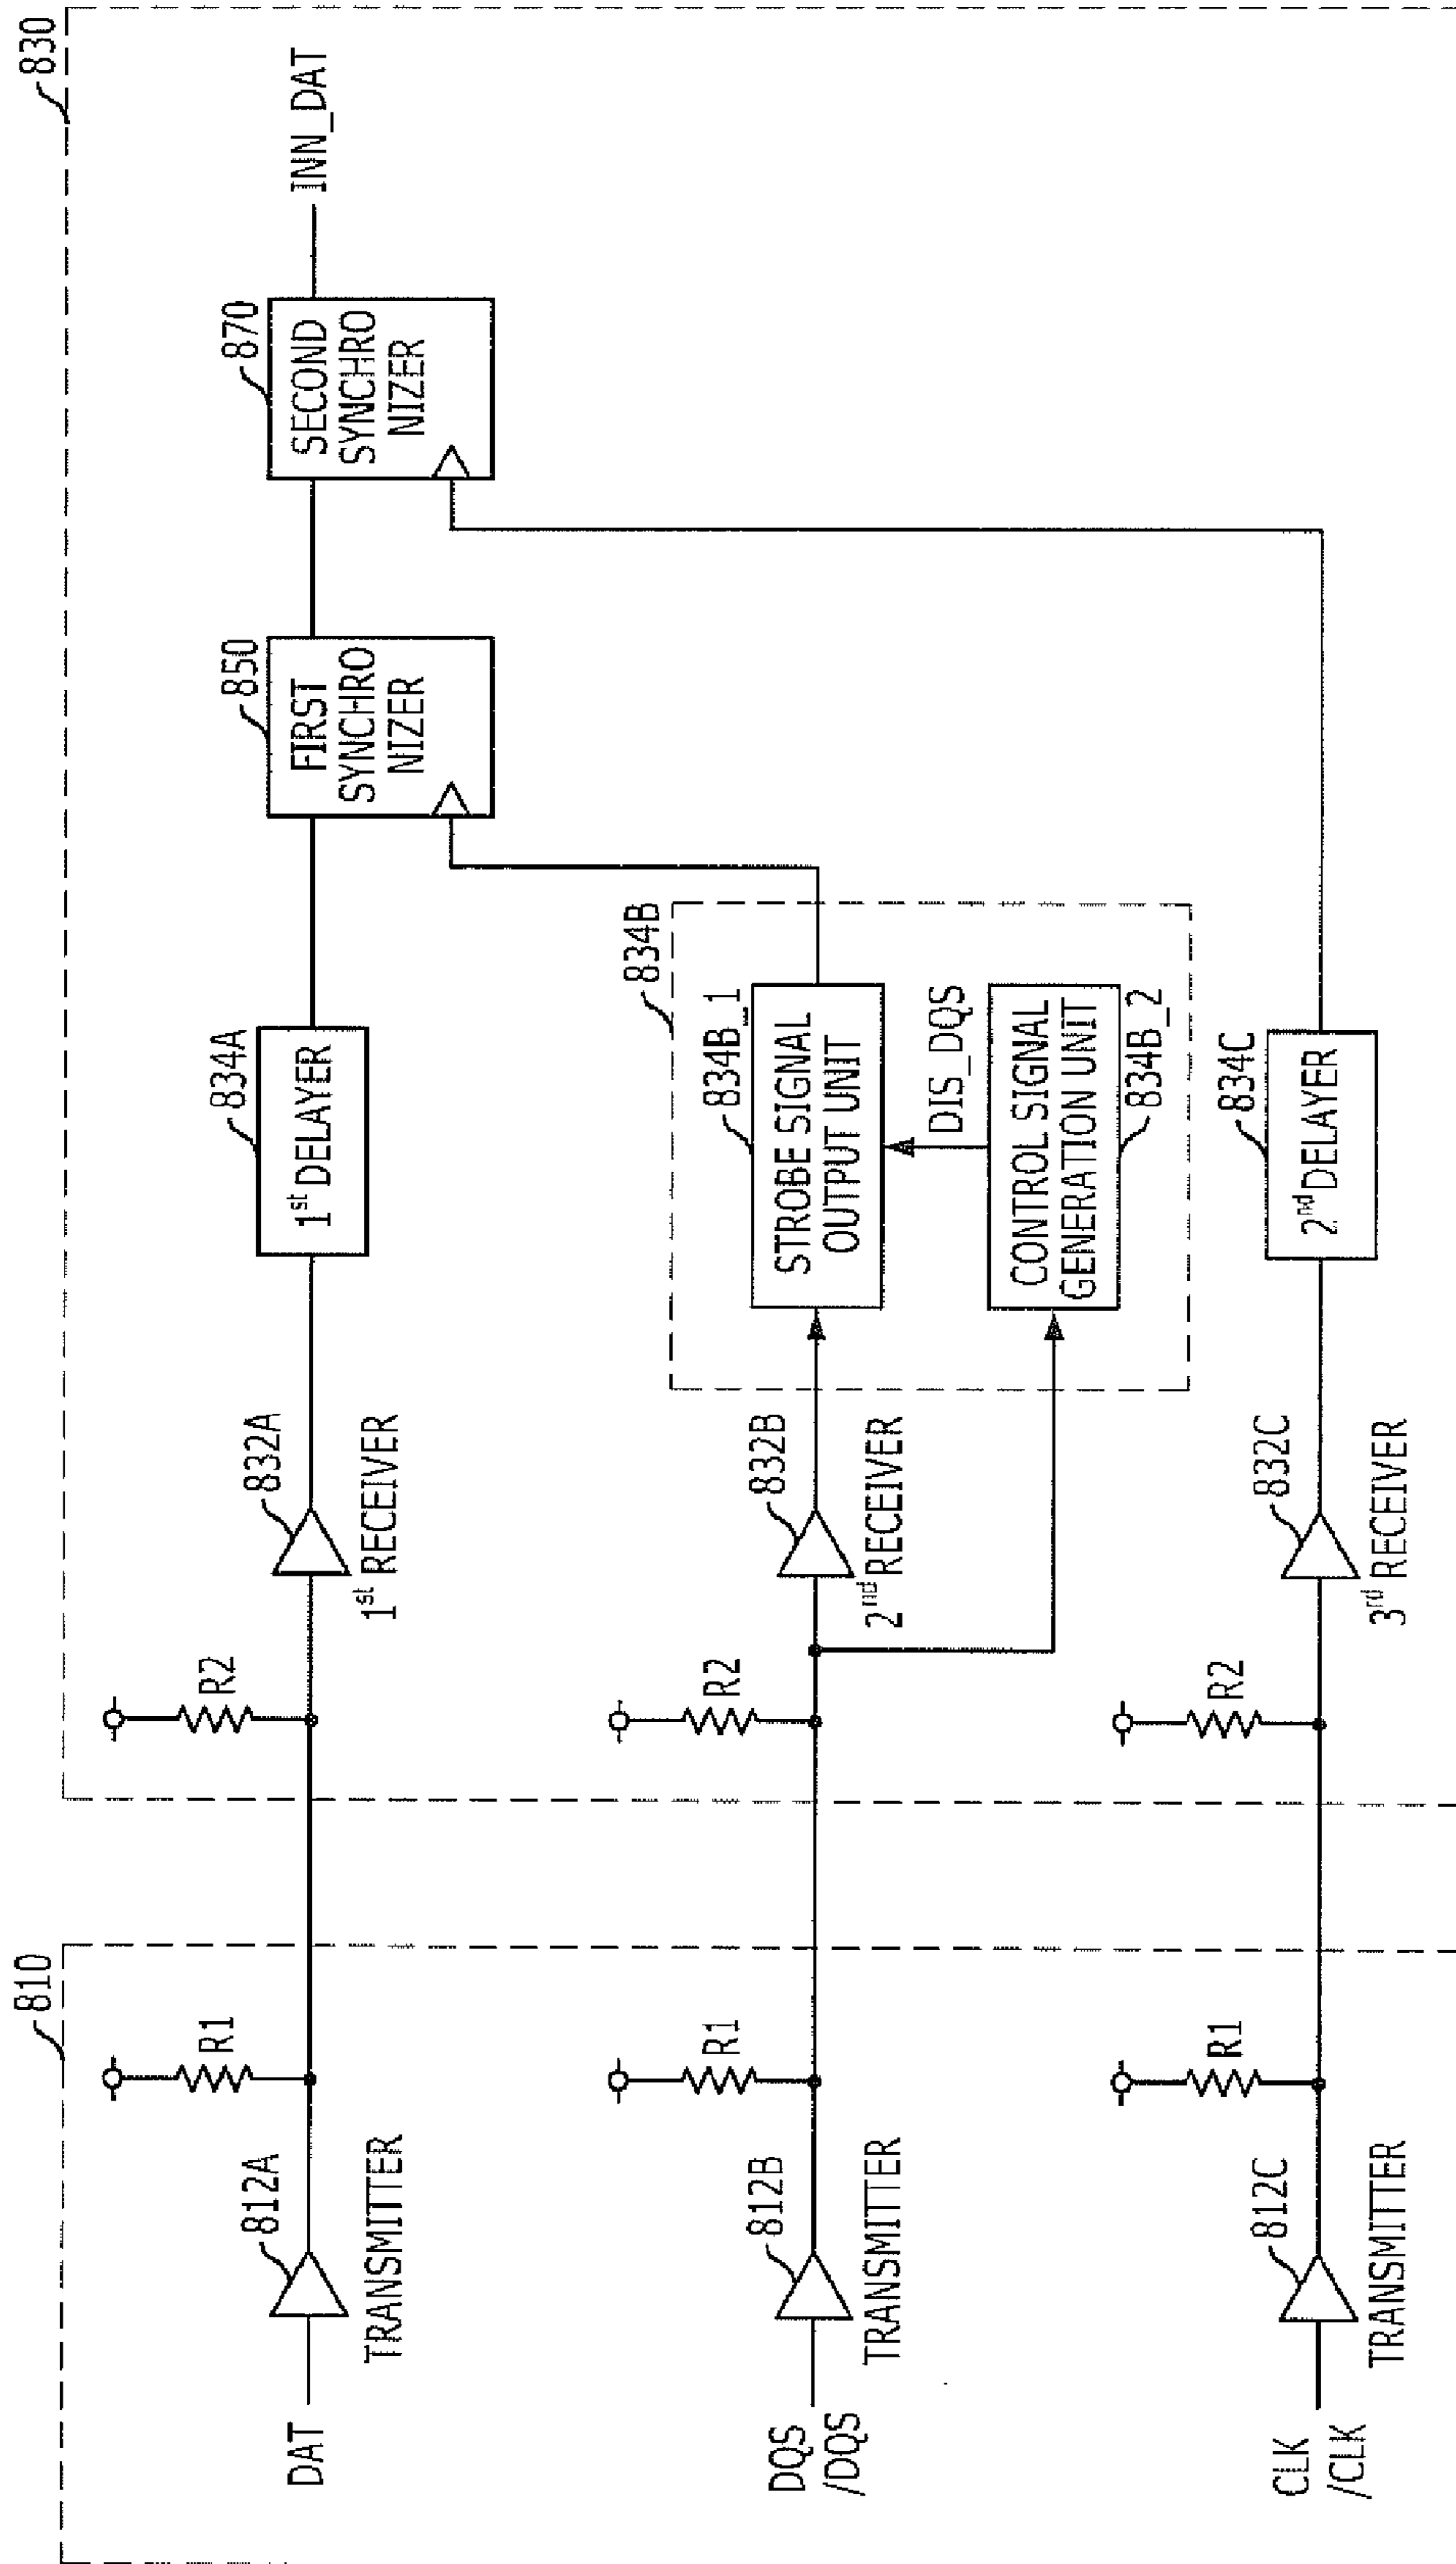 810
830
DAT
812A
TRANSMITTER
R1
R2
832A
1st RECEIVER
834A
1st DELAYER
850
FIRST
SYNCHRO
NIZER
870
SECOND
SYNCHRO
NIZER
INN_DAT
DQS
/DQS
812B
TRANSMITTER
R1
R2
832B
2nd RECEIVER
834B
834B_1
STROBE SIGNAL
OUTPUT UNIT
DIS_DQS
CONTROL SIGNAL
GENERATION UNIT
834B_2
CLK
/CLK
812C
TRANSMITTER
R1
R2
832C
3rd RECEIVER
834C
2nd DELAYER